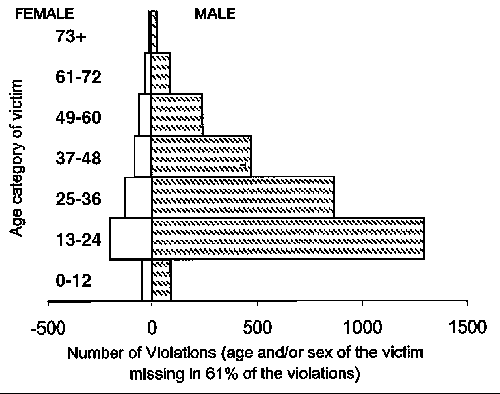 FEMALE MALE
73+
61-72
49-60
37-48
25-36
13-24
0-12
Age category of victim
-500 0 500 1000 1500
Number of Violations (age and/or sex of the victim
missing in 61% of the violations)